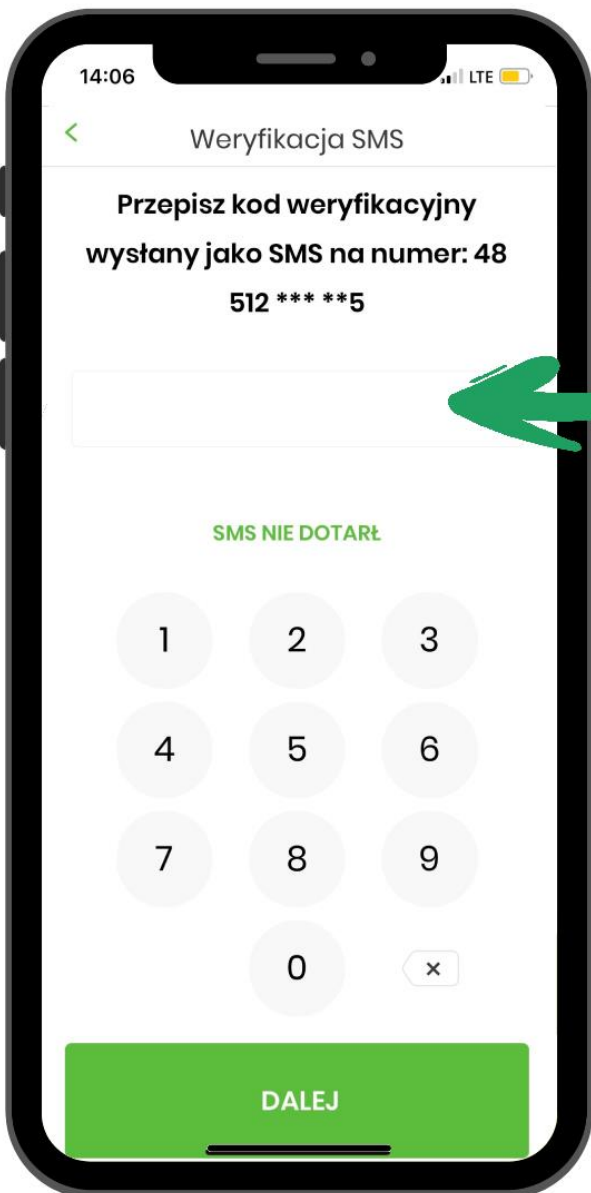 14:06 LTE
Weryfikacja SMS
Przepisz kod weryfikacyjny
wysłany jako SMS na numer: 48
512 *** **5
SMS NIE DOTARŁ
1 2 3
4 5 6
7 8 9
0
DALEJ